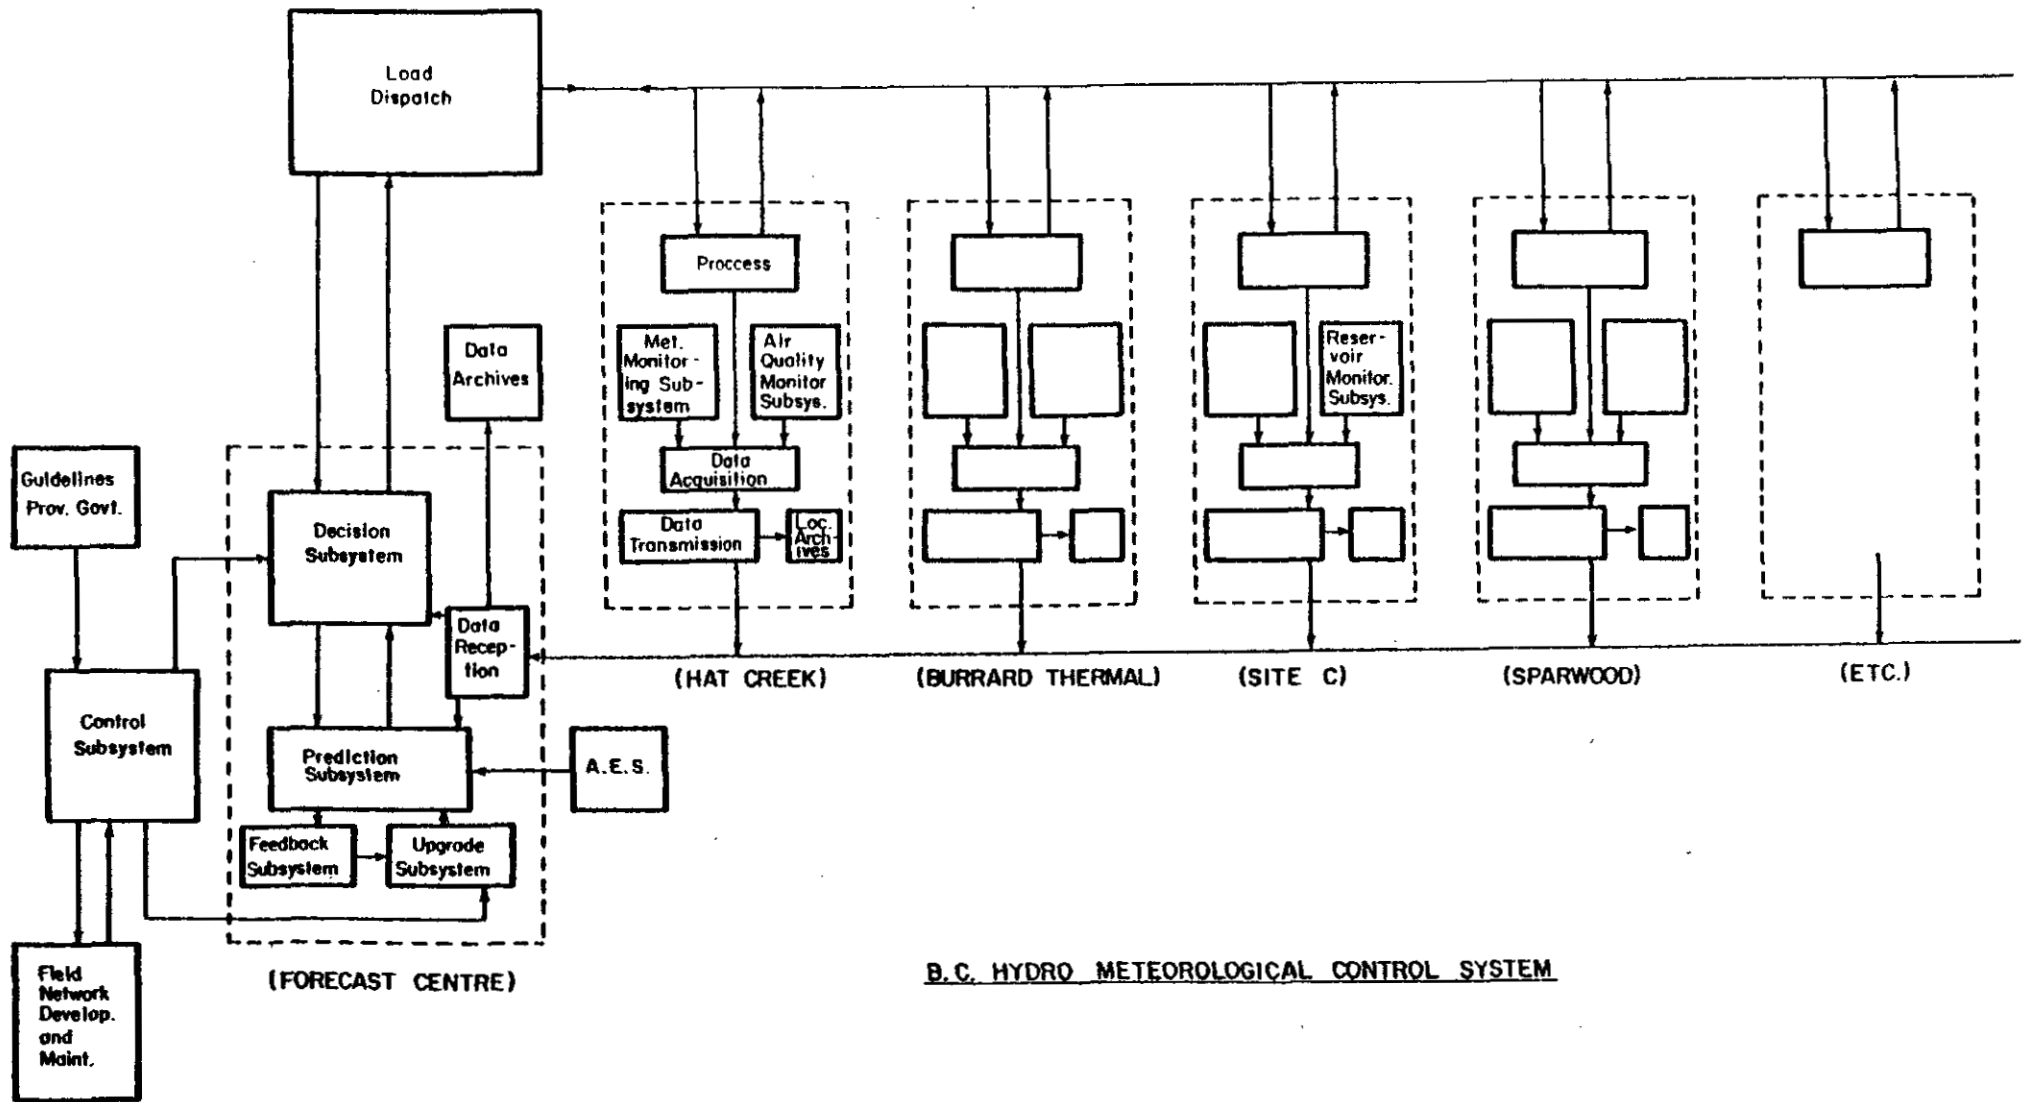 Load
Dispatch
Proccess
Met.
Monitor-
ing Sub-
system
Air
Quality
Monitor
Subsys.
Reser-
voir
Monitor.
Subsys.
Data
Archives
Data
Acquisition
Data
Transmission
Loc.
Arch-
ives
Guidelines
Prov. Govt.
Decision
Subsystem
Data
Recep-
tion
(HAT CREEK)
(BURRARD THERMAL)
(SITE C)
(SPARWOOD)
(ETC.)
Control
Subsystem
Prediction
Subsystem
A.E.S.
Feedback
Subsystem
Upgrade
Subsystem
Field
Network
Develop.
and
Maint.
(FORECAST CENTRE)
B.C. HYDRO METEOROLOGICAL CONTROL SYSTEM